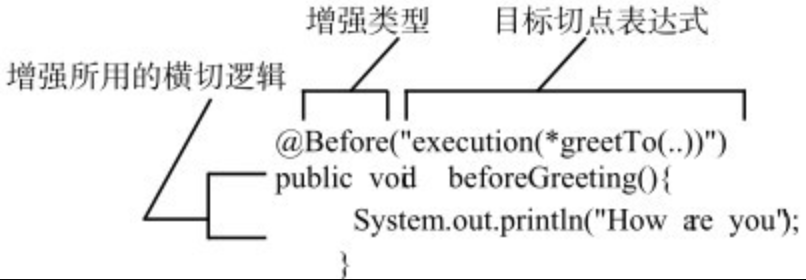 增强类型 目标切点表达式
增强所用的横切逻辑
@Before("execution(*greetTo(..))")
public void beforeGreeting(){
System.out.println("How are you");
}